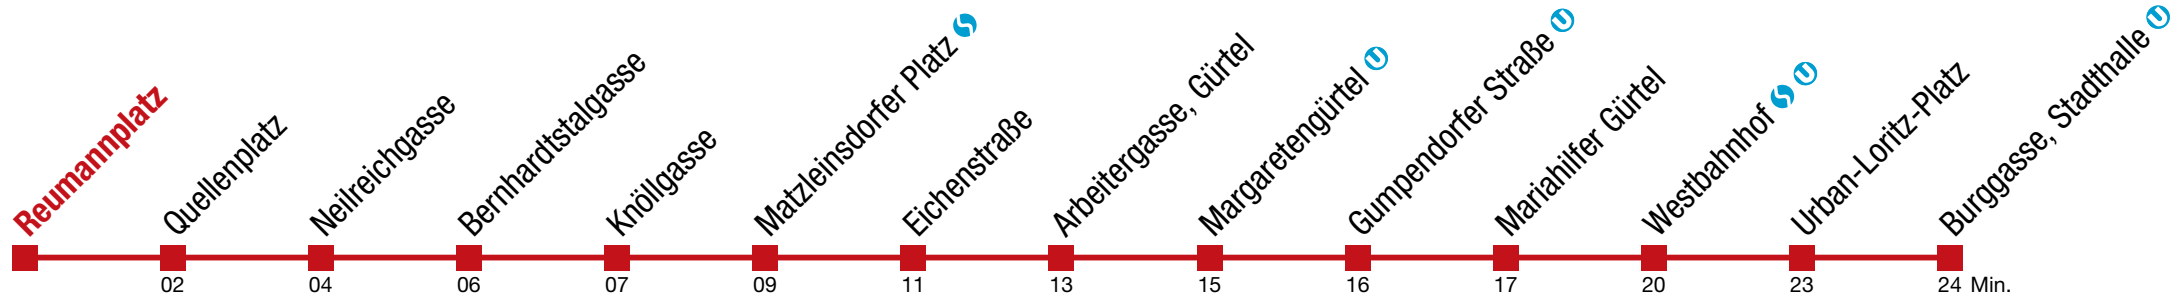 Reumannplatz
Quellenplatz
Neilreichgasse
Bernhardtstalgasse
Knöllgasse
Matzleinsdorfer Platz
Eichenstraße
Arbeitergasse, Gürtel
Margaretengürtel
Gumpendorfer Straße
Mariahilfer Gürtel
Westbahnhof
Urban-Loritz-Platz
Burggasse, Stadthalle
02 04 06 07 09 11 13 15 16 17 20 23 24 Min.